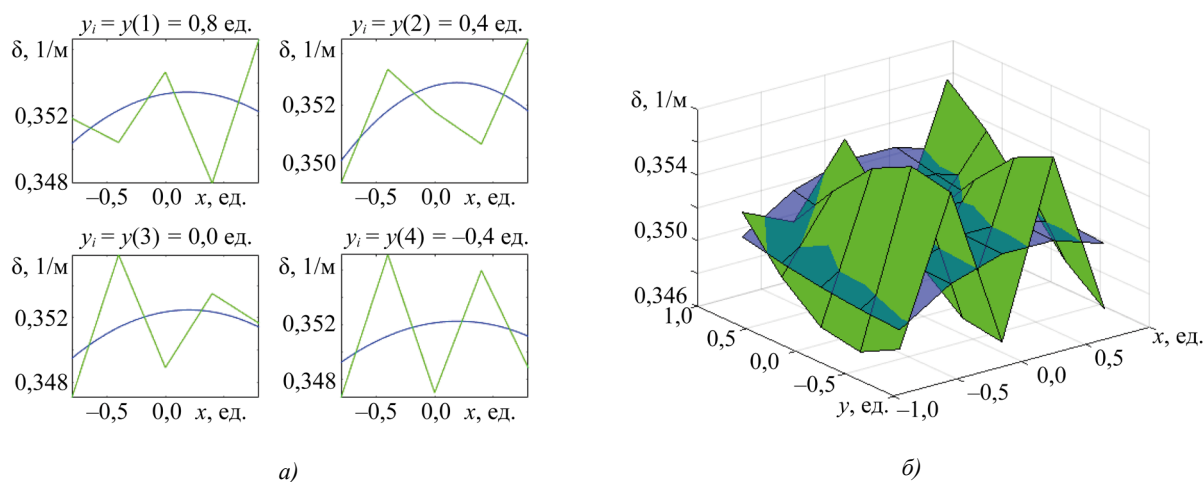 yᵢ = y(1) = 0,8 ед.
δ, 1/м
0,352
0,348
–0,5 0,0 x, ед.
yᵢ = y(2) = 0,4 ед.
δ, 1/м
0,352
0,350
–0,5 0,0 x, ед.
yᵢ = y(3) = 0,0 ед.
δ, 1/м
0,352
0,348
–0,5 0,0 x, ед.
yᵢ = y(4) = –0,4 ед.
δ, 1/м
0,352
0,348
–0,5 0,0 x, ед.
а)
δ, 1/м
0,354
0,350
0,346
1,0
0,5
0,0
–0,5
y, ед.
–1,0
–0,5
0,0
0,5
x, ед.
б)